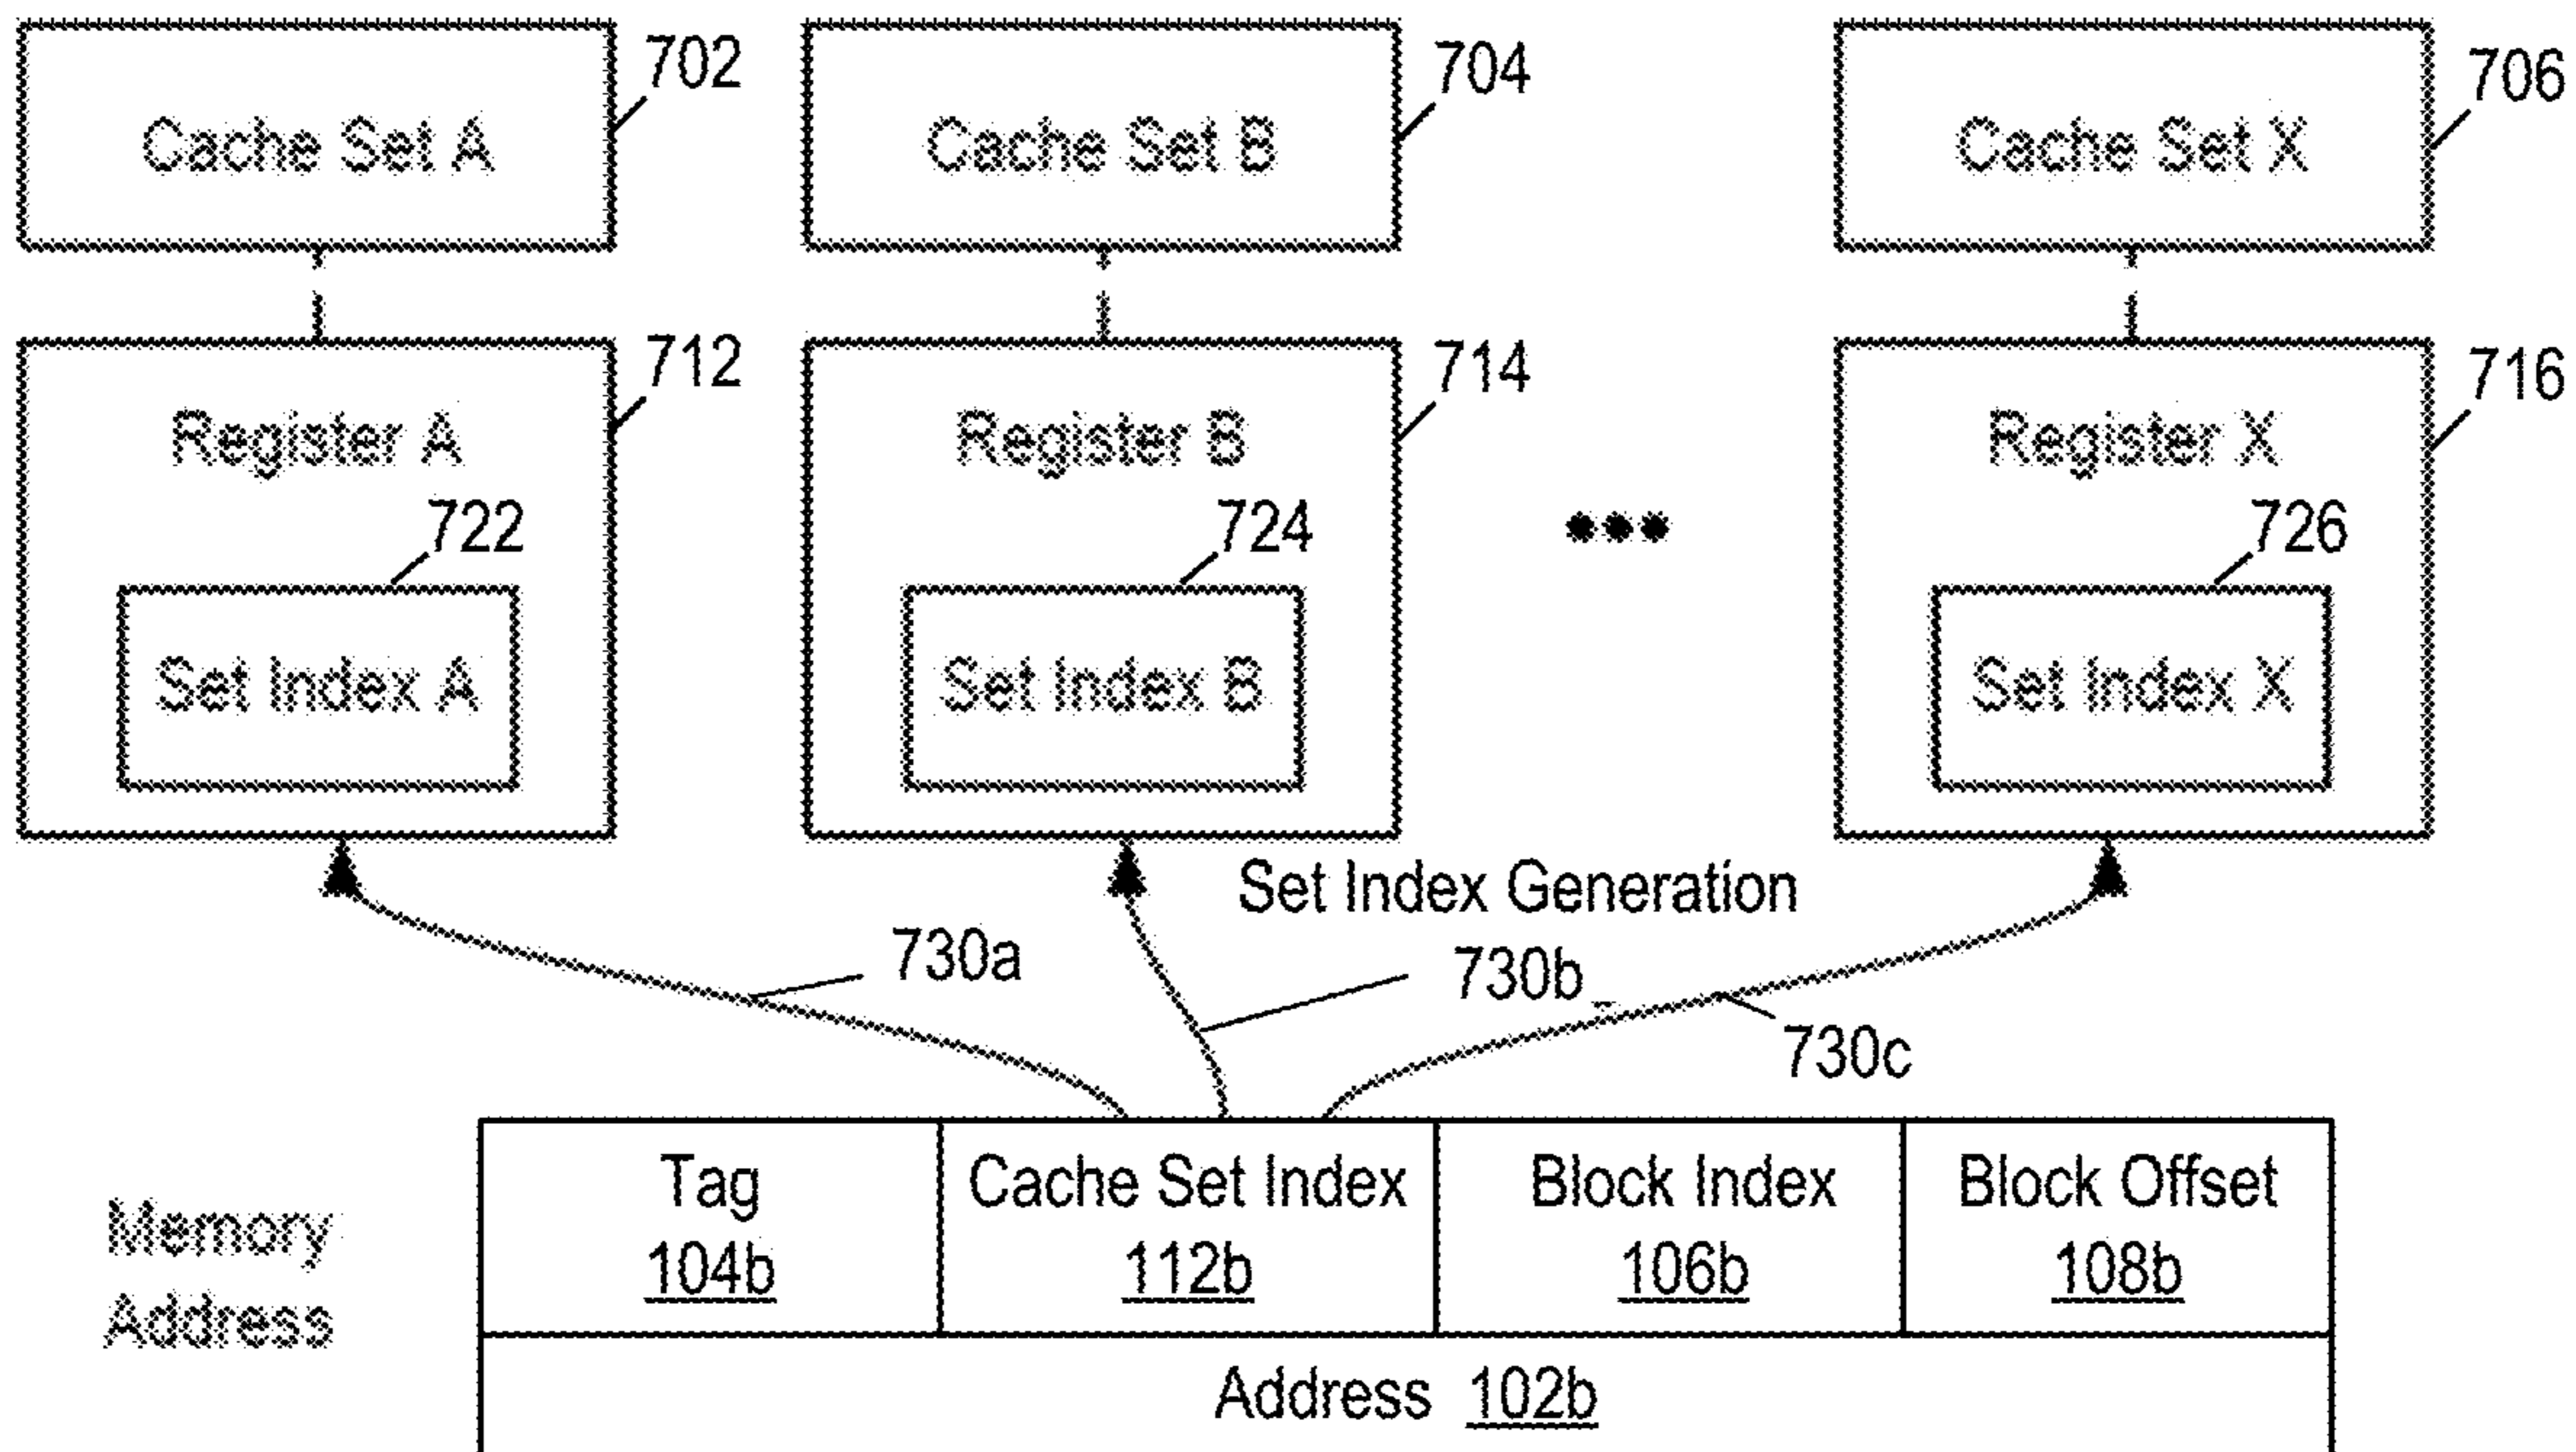 702
704
706
Cache Set A
Cache Set B
Cache Set X
712
714
716
Register A
Register B
Register X
722
724
726
Set Index A
Set Index B
Set Index X
Set Index Generation
730a
730b
730c
Memory
Address
Tag
104b
Cache Set Index
112b
Block Index
106b
Block Offset
108b
Address 102b